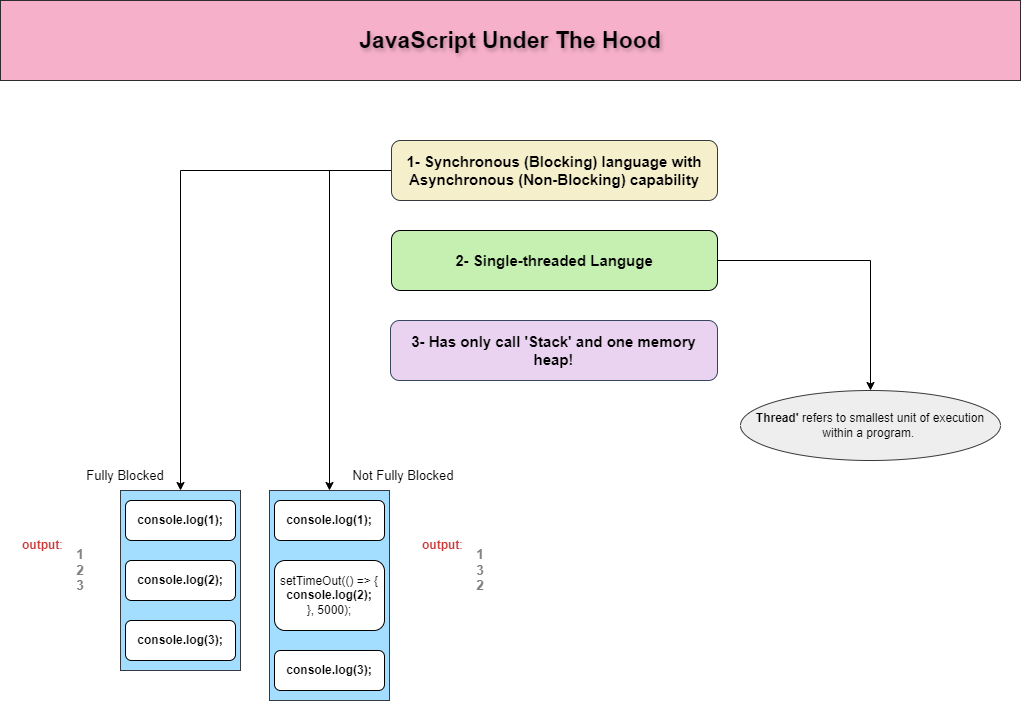 JavaScript Under The Hood
1- Synchronous (Blocking) language with
Asynchronous (Non-Blocking) capability
2- Single-threaded Languge
3- Has only call 'Stack' and one memory
heap!
Thread' refers to smallest unit of execution
within a program.
Fully Blocked
output:
1
2
3
console.log(1);
console.log(2);
console.log(3);
Not Fully Blocked
console.log(1);
setTimeOut(() => {
console.log(2);
}, 5000);
console.log(3);
output:
1
3
2